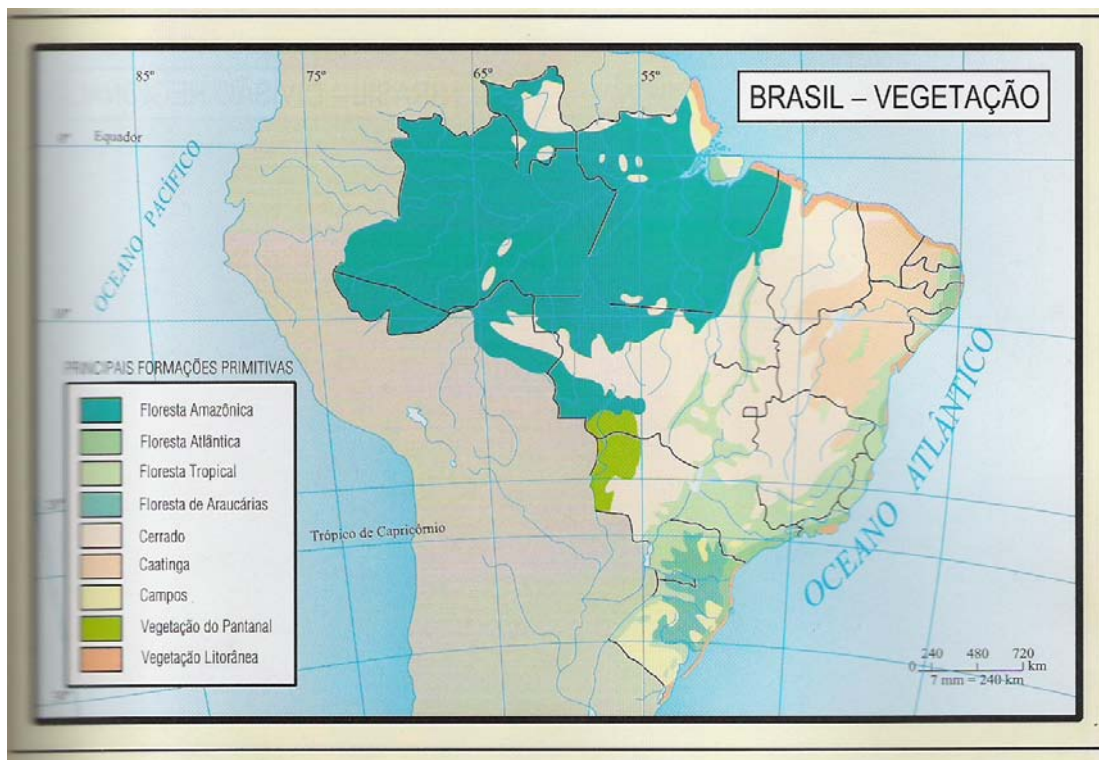 85°
75°
65°
55°
BRASIL – VEGETAÇÃO
Equador
OCEANO PACÍFICO
PRINCIPAIS FORMAÇÕES PRIMITIVAS
Floresta Amazônica
Floresta Atlântica
Floresta Tropical
Floresta de Araucárias
Cerrado
Caatinga
Campos
Vegetação do Pantanal
Vegetação Litorânea
Trópico de Capricórnio
OCEANO ATLÂNTICO
240 480 720
0 km
7 mm = 240 km